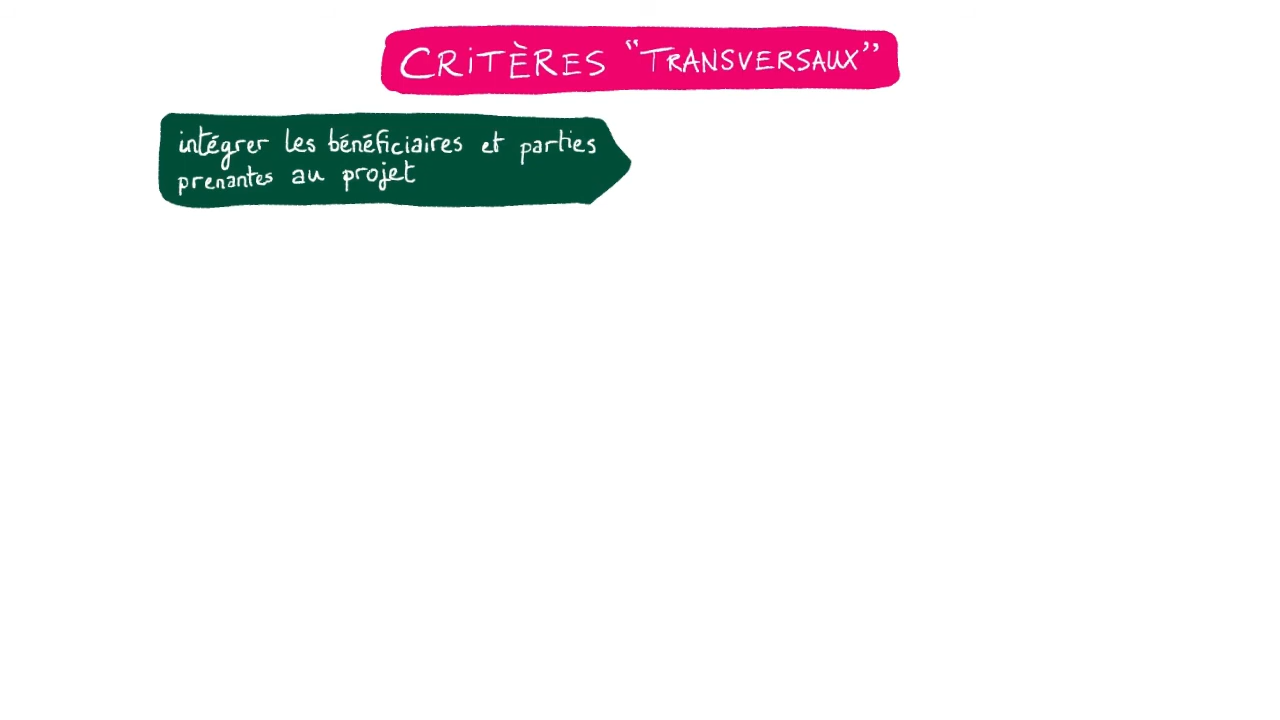 CRITÈRES “TRANSVERSAUX”
intégrer les bénéficiaires et parties
prenantes au projet